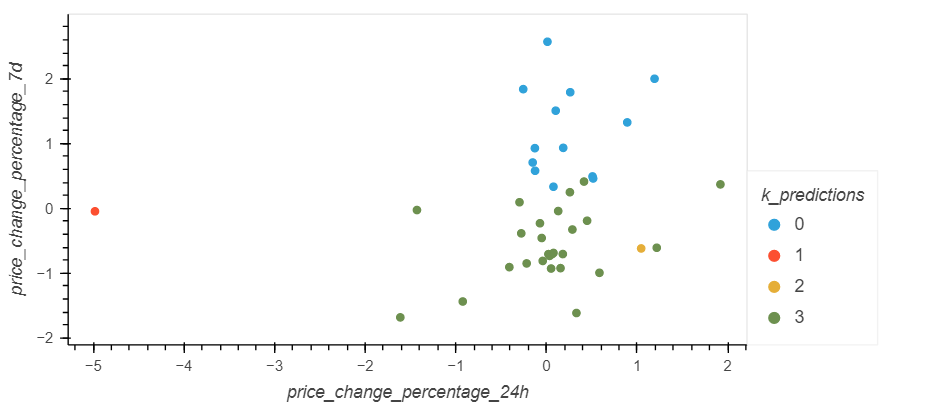 price_change_percentage_7d
2
1
0
−1
−2
−5 −4 −3 −2 −1 0 1 2
price_change_percentage_24h
k_predictions
0
1
2
3